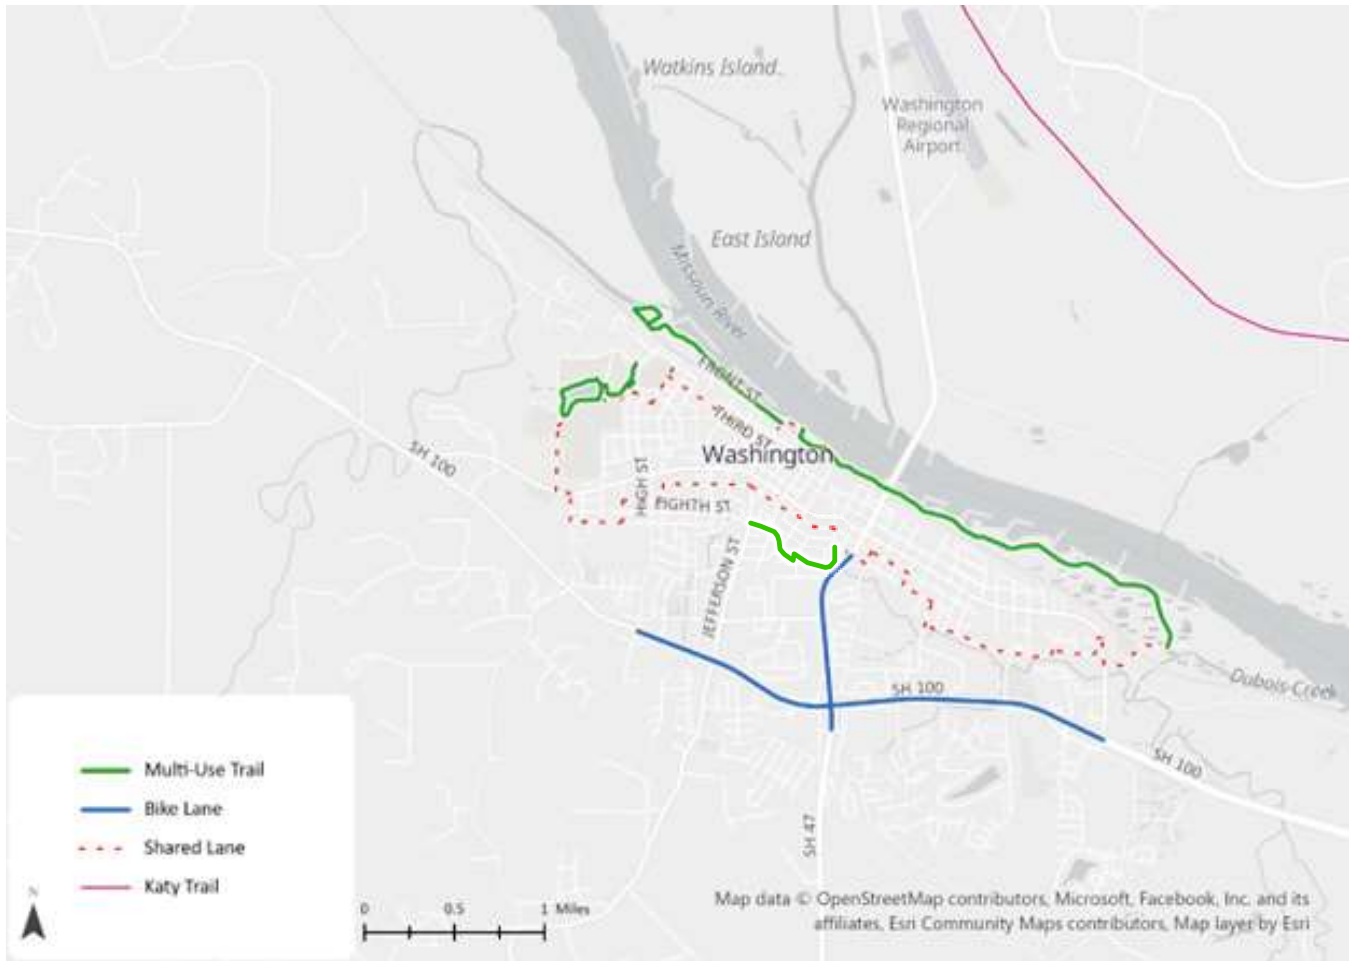 Watkins Island
Washington
Regional
Airport
East Island
Missouri River
FRONT ST
THIRD ST
Washington
SH 100
HIGH ST
EIGHTH ST
JEFFERSON ST
SH 100
Dubois Creek
SH 100
SH 47
Multi-Use Trail
Bike Lane
Shared Lane
Katy Trail
N
0 0.5 1 Miles
Map data © OpenStreetMap contributors, Microsoft, Facebook, Inc. and its
affiliates, Esri Community Maps contributors, Map layer by Esri